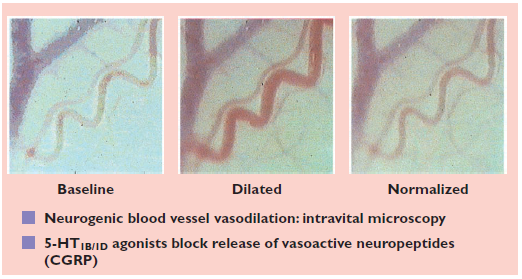 Baseline Dilated Normalized
Neurogenic blood vessel vasodilation: intravital microscopy
5-HT1B/1D agonists block release of vasoactive neuropeptides
(CGRP)